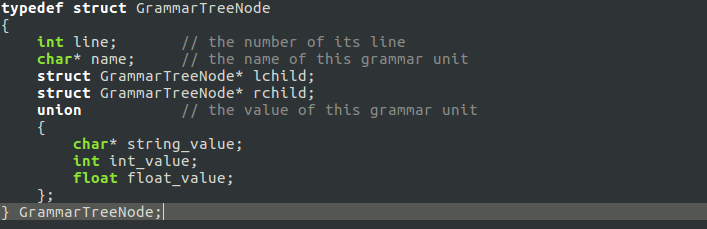 typedef struct GrammarTreeNode
{
    int line;       // the number of its line
    char* name;     // the name of this grammar unit
    struct GrammarTreeNode* lchild;
    struct GrammarTreeNode* rchild;
    union           // the value of this grammar unit
    {
        char* string_value;
        int int_value;
        float float_value;
    };
} GrammarTreeNode;